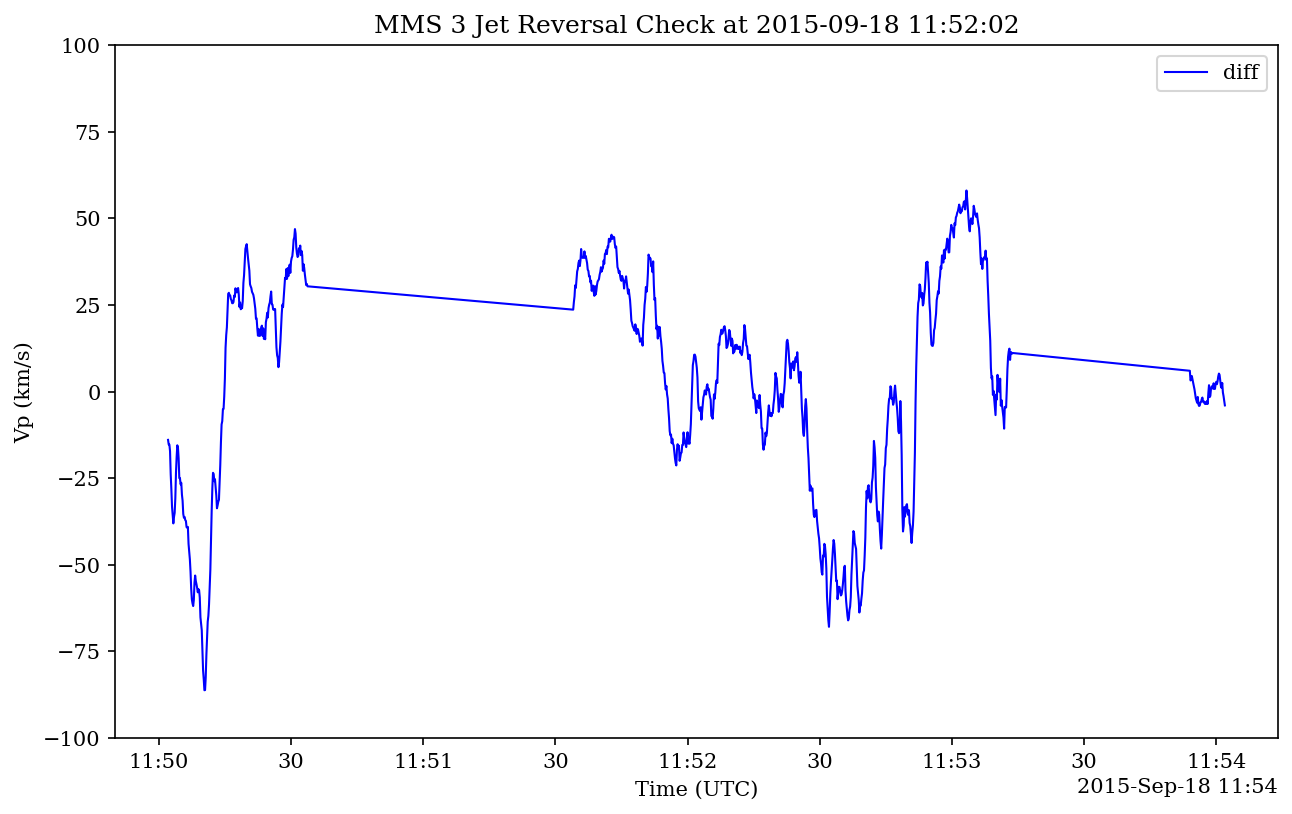 MMS 3 Jet Reversal Check at 2015-09-18 11:52:02
diff
100
75
50
25
0
−25
−50
−75
−100
Vp (km/s)
11:50 30 11:51 30 11:52 30 11:53 30 11:54
Time (UTC)
2015-Sep-18 11:54